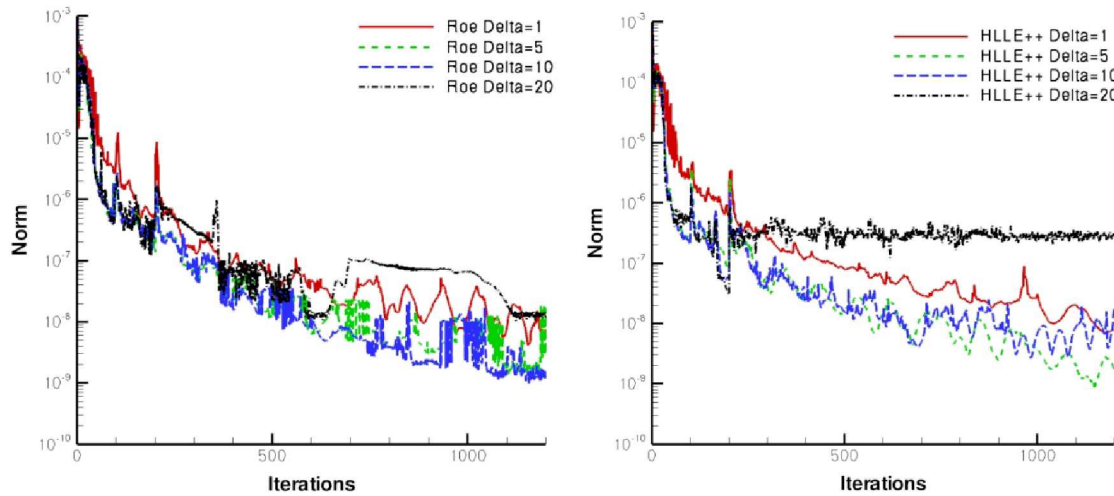 10-3
10-4
10-5
10-6
10-7
10-8
10-9
10-10
Norm
0
500
1000
Iterations
Roe Delta=1
Roe Delta=5
Roe Delta=10
Roe Delta=20
10-3
10-4
10-5
10-6
10-7
10-8
10-9
10-10
Norm
0
500
1000
Iterations
HLLE++ Delta=1
HLLE++ Delta=5
HLLE++ Delta=10
HLLE++ Delta=20